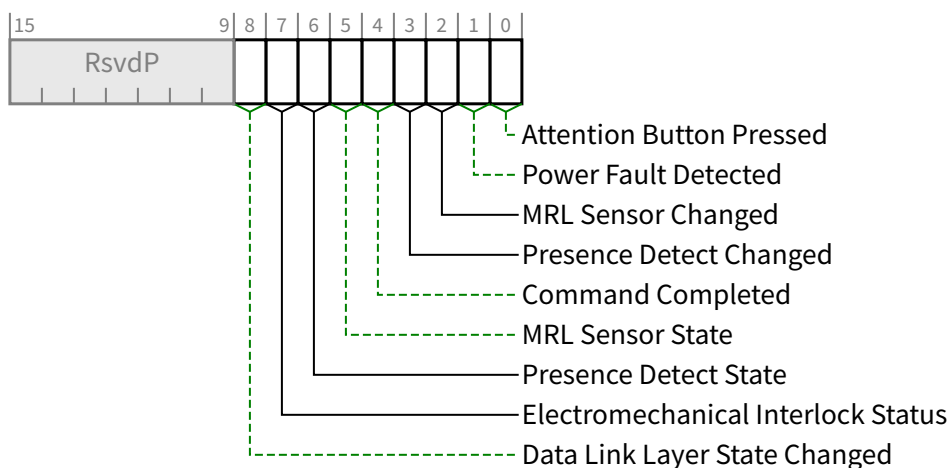 15 9 8 7 6 5 4 3 2 1 0
RsvdP
Attention Button Pressed
Power Fault Detected
MRL Sensor Changed
Presence Detect Changed
Command Completed
MRL Sensor State
Presence Detect State
Electromechanical Interlock Status
Data Link Layer State Changed